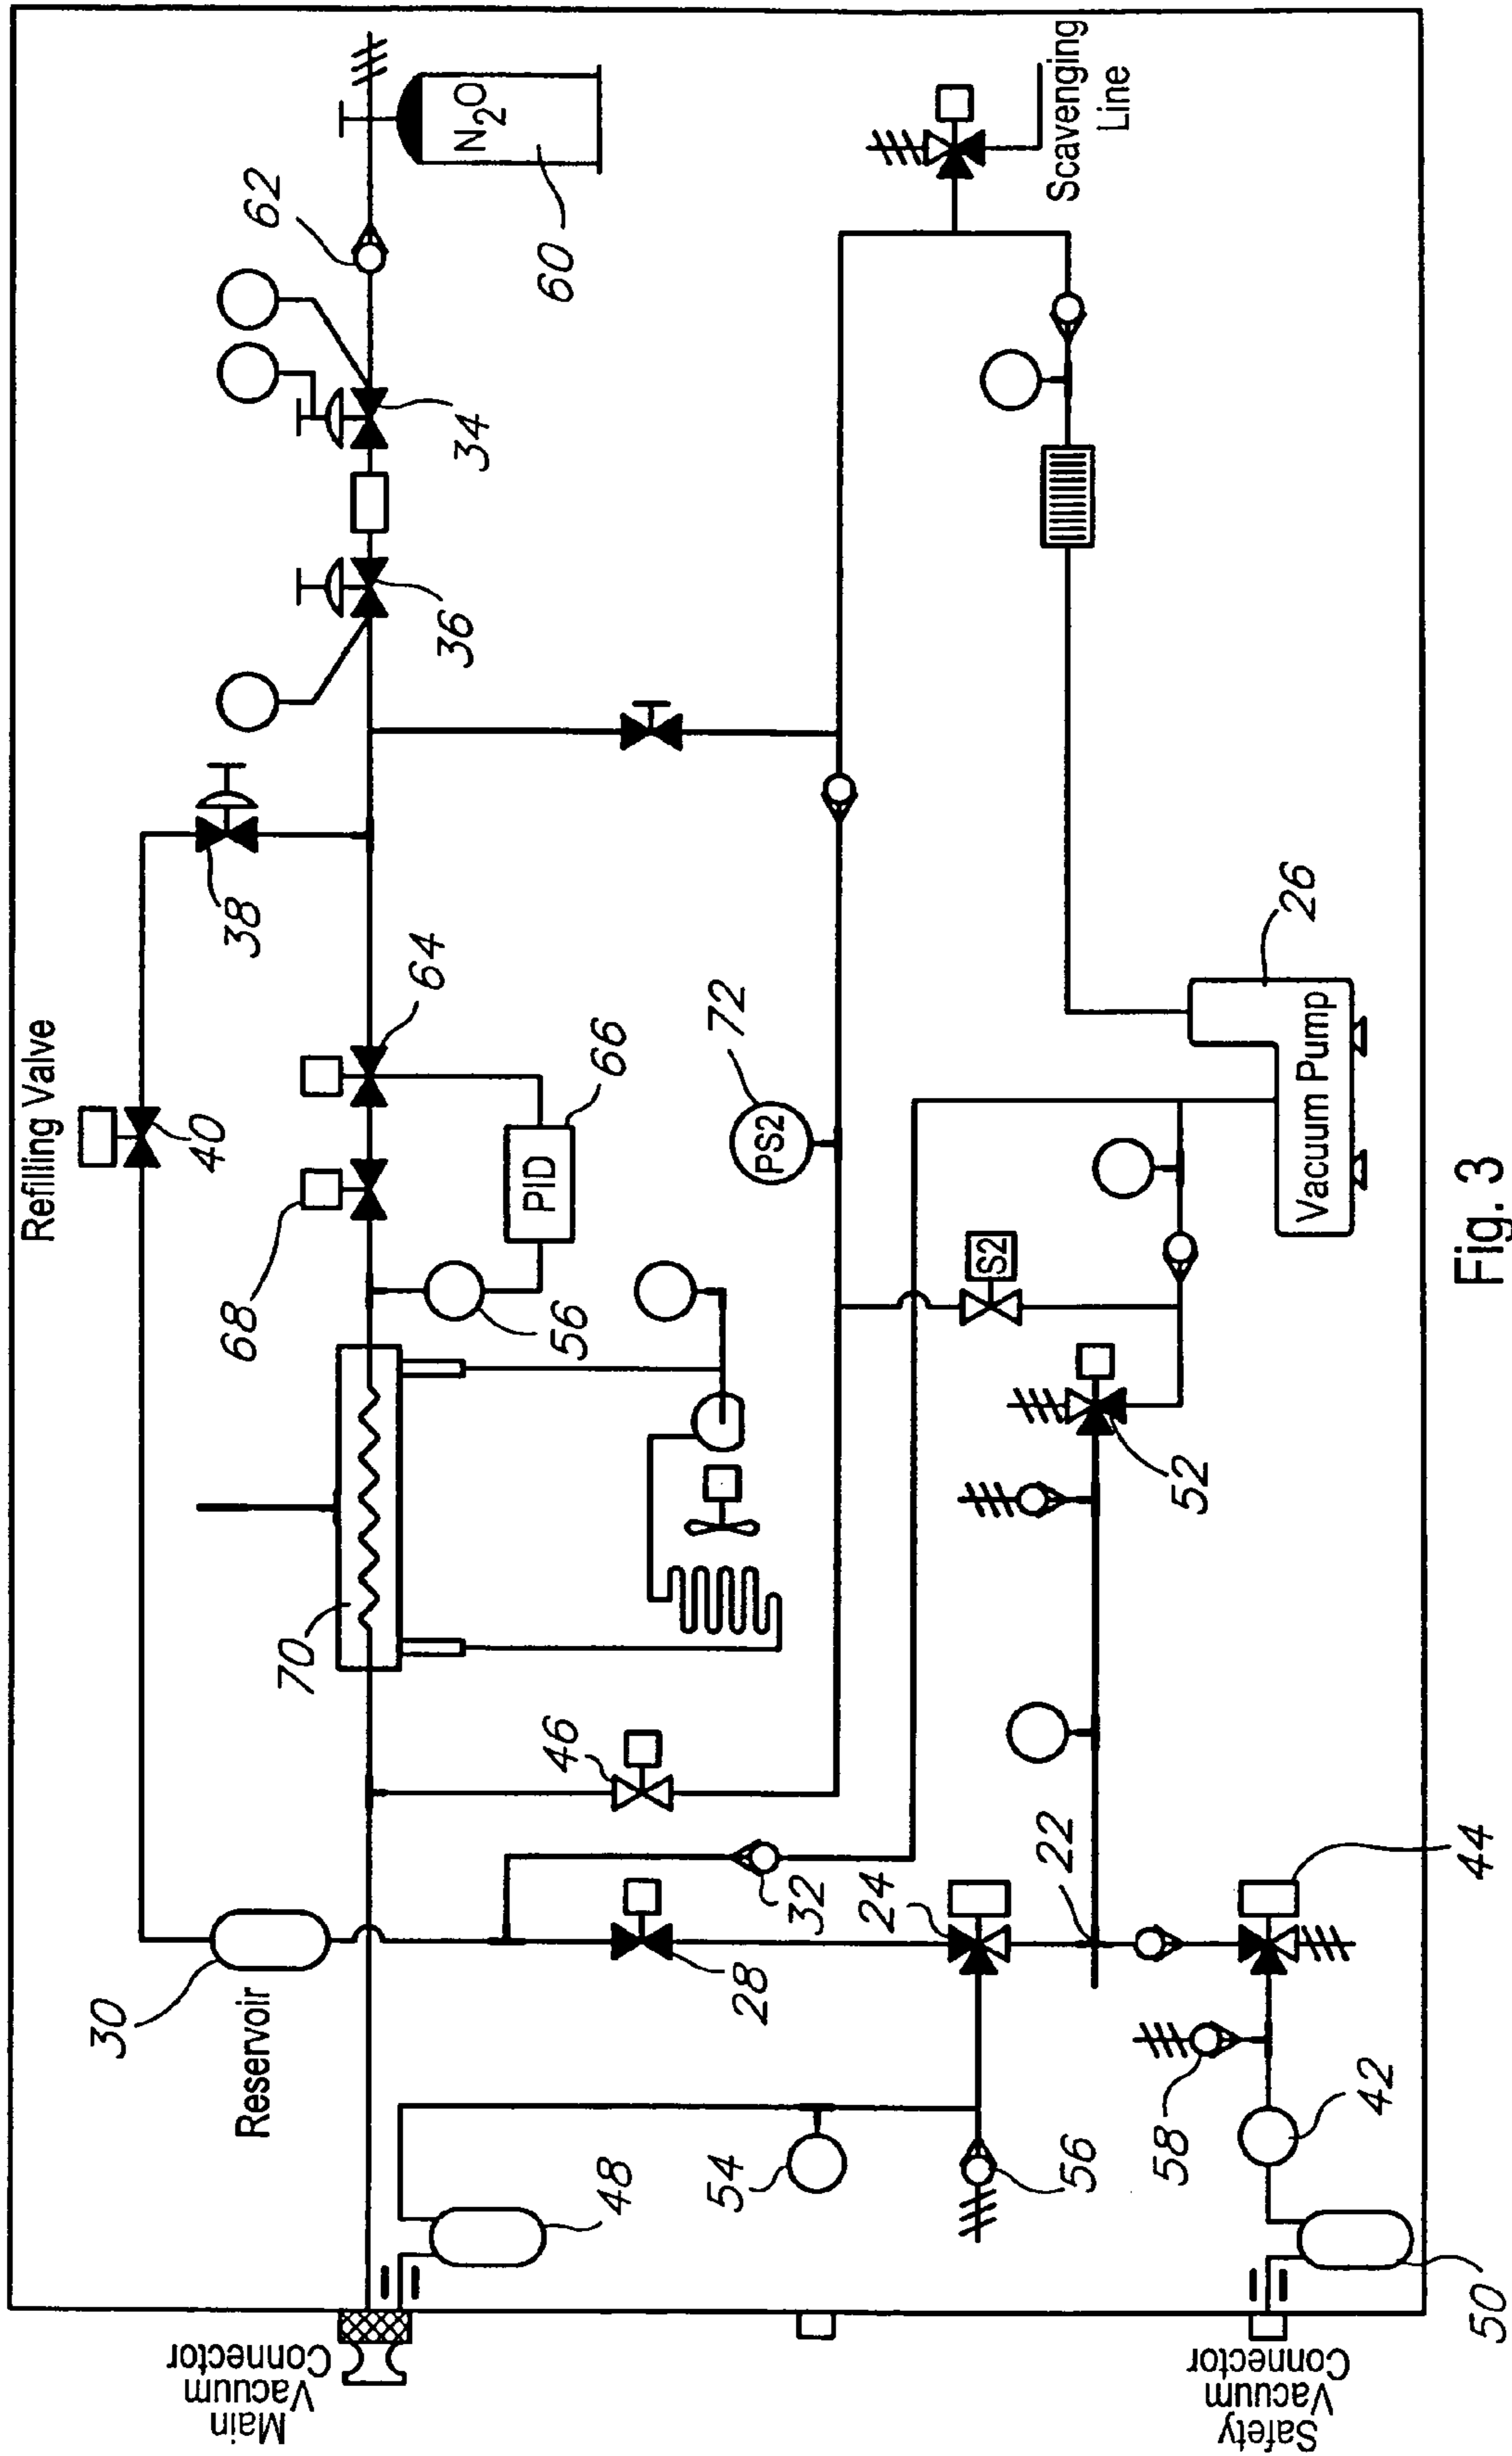 Refilling Valve
40
38
62
N₂O
60
34
36
64
68
66
PID
56
70
72
PS2
46
30
Reservoir
Scavenging
Line
26
Vacuum Pump
S2
52
32
28
24
22
44
54
56
58
42
48
50
Main
Vacuum
Connector
Safety
Vacuum
Connector
Fig. 3